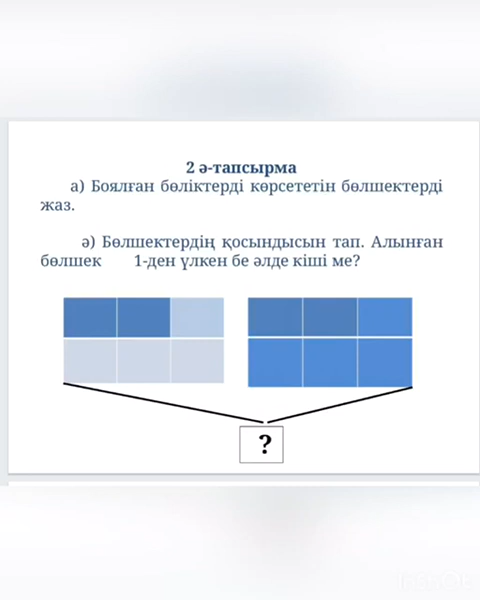 2 ә-тапсырма
а) Боялған бөліктерді көрсететін бөлшектерді
жаз.
ә) Бөлшектердің қосындысын тап. Алынған
бөлшек 1-ден үлкен бе әлде кіші ме?
?